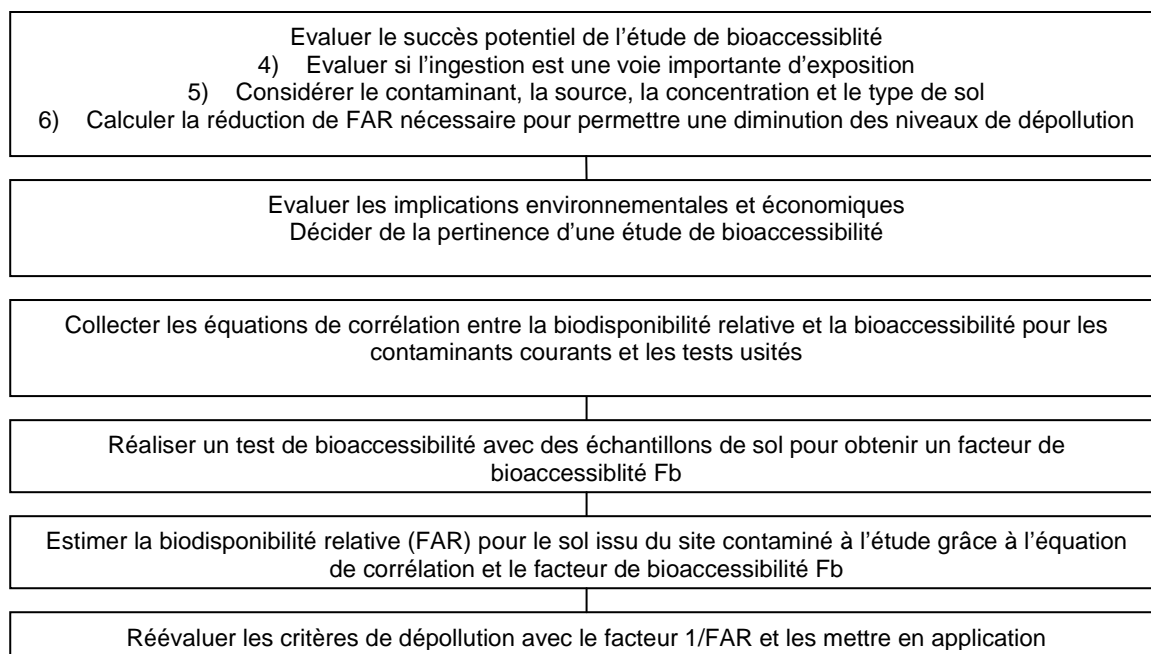 Evaluer le succès potentiel de l’étude de bioaccessiblité
4) Evaluer si l’ingestion est une voie importante d’exposition
5) Considérer le contaminant, la source, la concentration et le type de sol
6) Calculer la réduction de FAR nécessaire pour permettre une diminution des niveaux de dépollution
Evaluer les implications environnementales et économiques
Décider de la pertinence d’une étude de bioaccessibilité
Collecter les équations de corrélation entre la biodisponibilité relative et la bioaccessibilité pour les
contaminants courants et les tests usités
Réaliser un test de bioaccessibilité avec des échantillons de sol pour obtenir un facteur de
bioaccessiblité Fb
Estimer la biodisponibilité relative (FAR) pour le sol issu du site contaminé à l’étude grâce à l’équation
de corrélation et le facteur de bioaccessibilité Fb
Réévaluer les critères de dépollution avec le facteur 1/FAR et les mettre en application